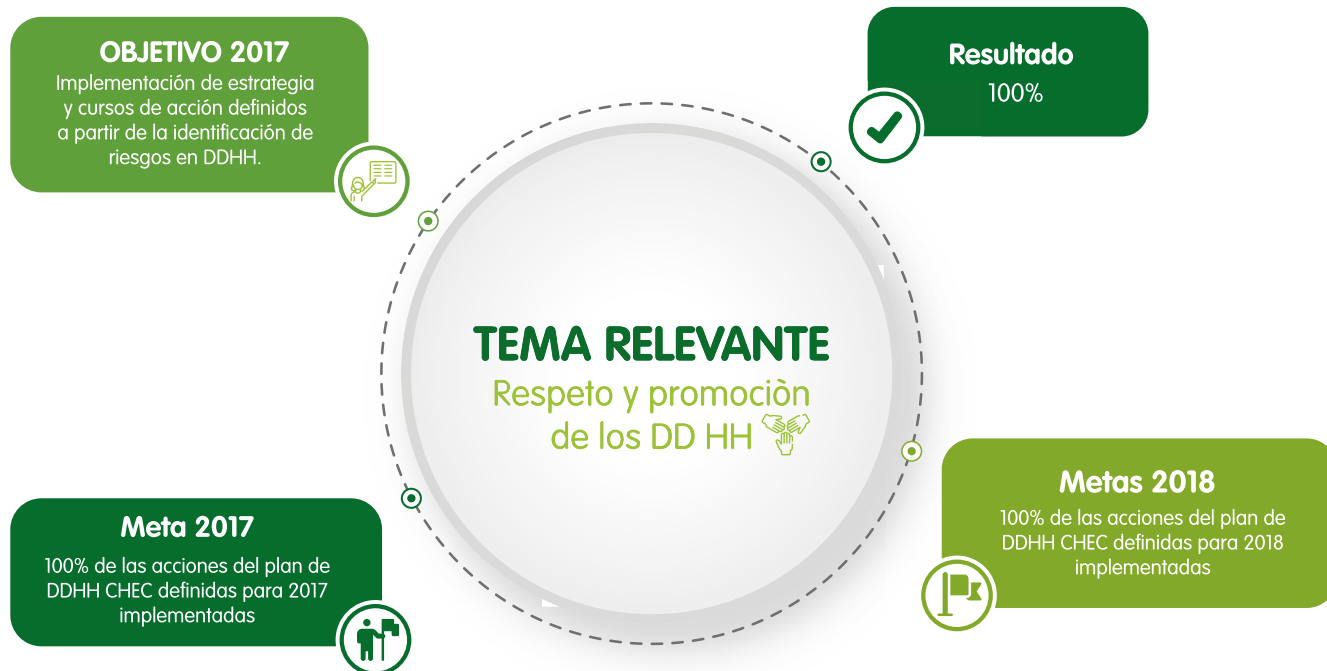 OBJETIVO 2017
Implementación de estrategia
y cursos de acción definidos
a partir de la identificación de
riesgos en DDHH.
Resultado
100%
TEMA RELEVANTE
Respeto y promociòn
de los DD HH
Meta 2017
100% de las acciones del plan de
DDHH CHEC definidas para 2017
implementadas
Metas 2018
100% de las acciones del plan de
DDHH CHEC definidas para 2018
implementadas